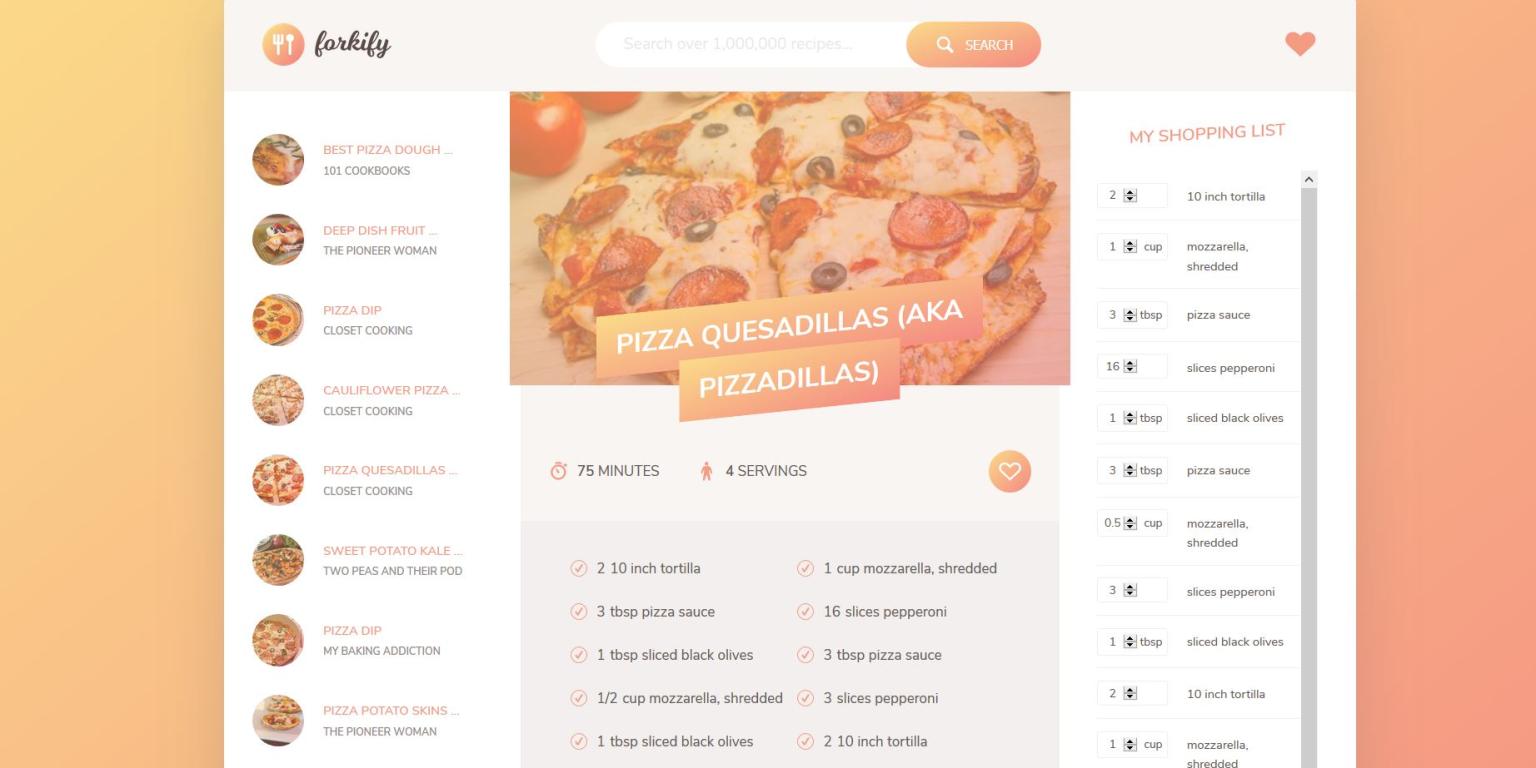 forkify
Search over 1,000,000 recipes...
SEARCH
BEST PIZZA DOUGH ...
101 COOKBOOKS
DEEP DISH FRUIT ...
THE PIONEER WOMAN
PIZZA DIP
CLOSET COOKING
CAULIFLOWER PIZZA ...
CLOSET COOKING
PIZZA QUESADILLAS ...
CLOSET COOKING
SWEET POTATO KALE ...
TWO PEAS AND THEIR POD
PIZZA DIP
MY BAKING ADDICTION
PIZZA POTATO SKINS ...
THE PIONEER WOMAN
PIZZA QUESADILLAS (AKA
PIZZADILLAS)
75 MINUTES
4 SERVINGS
2 10 inch tortilla
1 cup mozzarella, shredded
3 tbsp pizza sauce
16 slices pepperoni
1 tbsp sliced black olives
3 tbsp pizza sauce
1/2 cup mozzarella, shredded
3 slices pepperoni
1 tbsp sliced black olives
2 10 inch tortilla
MY SHOPPING LIST
2 10 inch tortilla
1 cup mozzarella,
shredded
3 tbsp pizza sauce
16 slices pepperoni
1 tbsp sliced black olives
3 tbsp pizza sauce
0.5 cup mozzarella,
shredded
3 slices pepperoni
1 tbsp sliced black olives
2 10 inch tortilla
1 cup mozzarella,
shredded